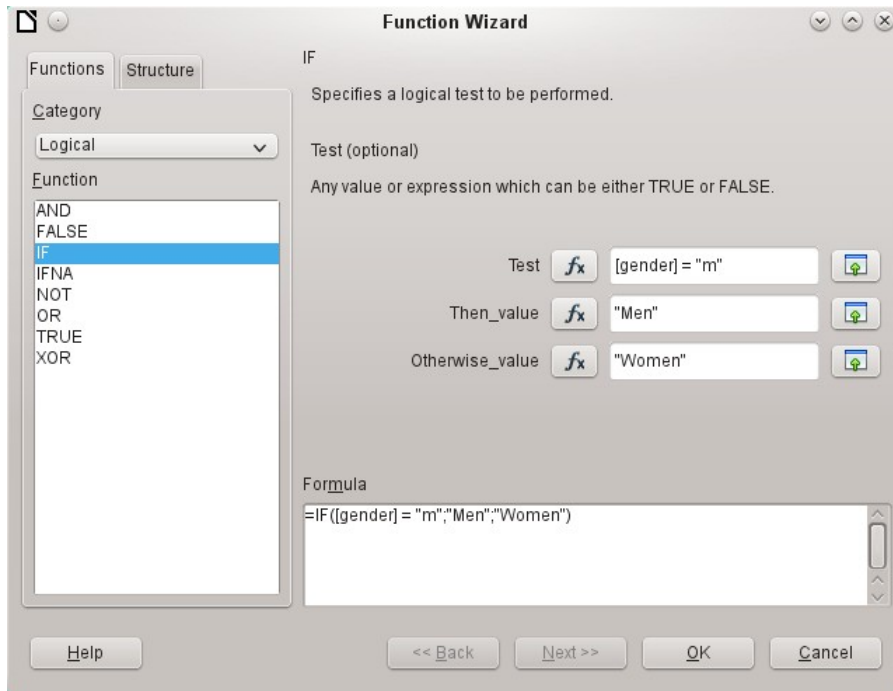 Function Wizard
Functions
Structure
Category
Logical
Function
AND
FALSE
IF
IFNA
NOT
OR
TRUE
XOR
IF
Specifies a logical test to be performed.
Test (optional)
Any value or expression which can be either TRUE or FALSE.
Test fx [gender] = "m"
Then_value fx "Men"
Otherwise_value fx "Women"
Formula
=IF([gender] = "m";"Men";"Women")
Help
<< Back
Next >>
OK
Cancel